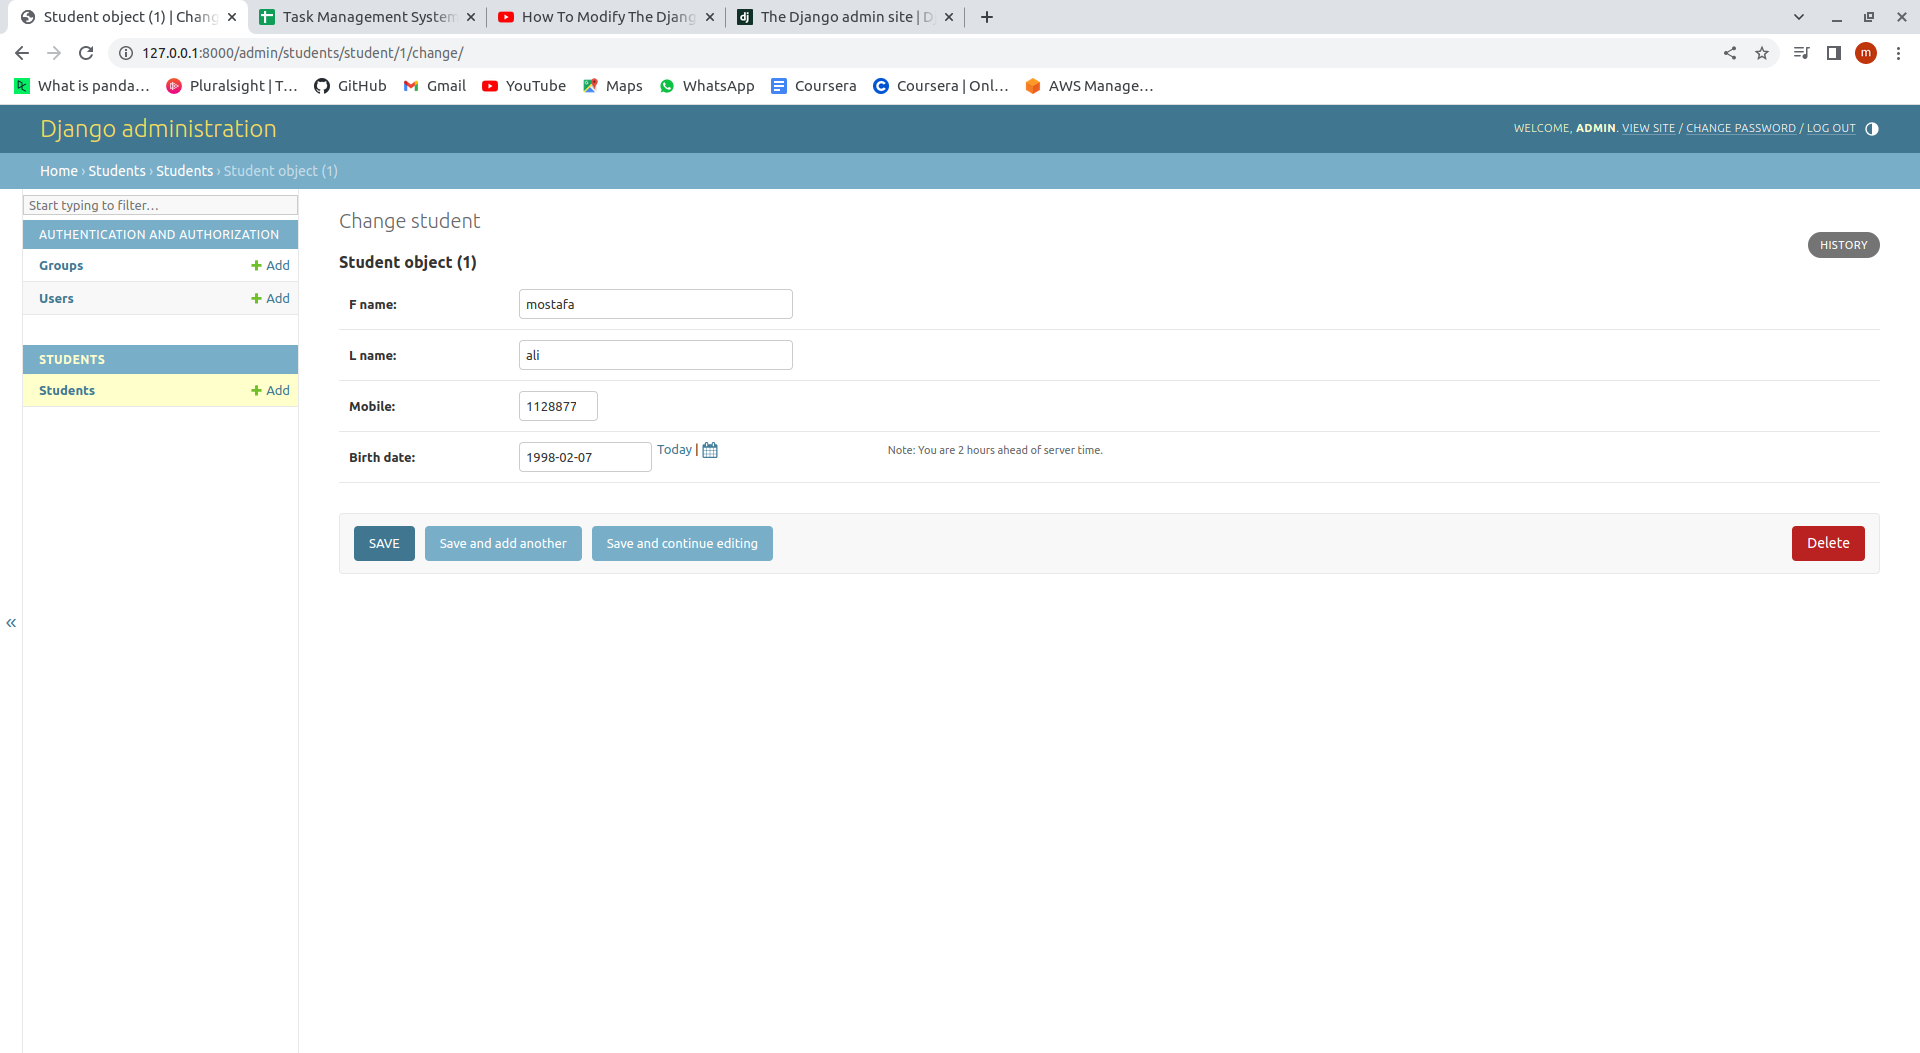 Student object (1) | Chang
Task Management System
How To Modify The Djang
The Django admin site | D
127.0.0.1:8000/admin/students/student/1/change/
m
What is panda...
Pluralsight | T...
GitHub
Gmail
YouTube
Maps
WhatsApp
Coursera
Coursera | Onl...
AWS Manage...
Django administration
WELCOME, ADMIN. VIEW SITE / CHANGE PASSWORD / LOG OUT
Home › Students › Students › Student object (1)
Start typing to filter...
AUTHENTICATION AND AUTHORIZATION
Groups
Add
Users
Add
STUDENTS
Students
Add
Change student
HISTORY
Student object (1)
F name:
mostafa
L name:
ali
Mobile:
1128877
Birth date:
1998-02-07
Today |
Note: You are 2 hours ahead of server time.
SAVE
Save and add another
Save and continue editing
Delete
«